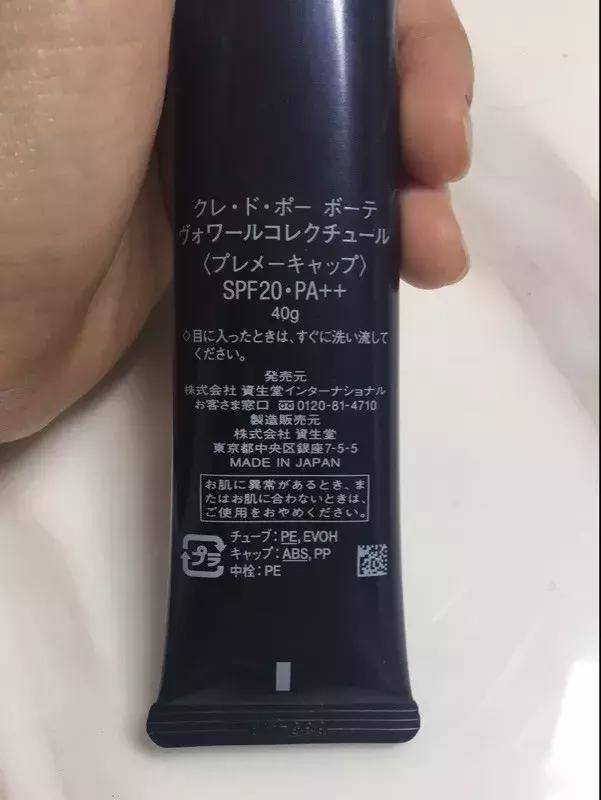 クレ・ド・ポー ボーテ
ヴォワールコレクチュール
〈プレメーキャップ〉
SPF20・PA++
40g
◇目に入ったときは、すぐに洗い流して
ください。
発売元
株式会社 資生堂インターナショナル
お客さま窓口 0120-81-4710
製造販売元
株式会社 資生堂
東京都中央区銀座7-5-5
MADE IN JAPAN
お肌に異常があるとき、ま
たはお肌に合わないときは、
ご使用をおやめください。
チューブ:PE, EVOH
プラ キャップ:ABS, PP
中栓:PE